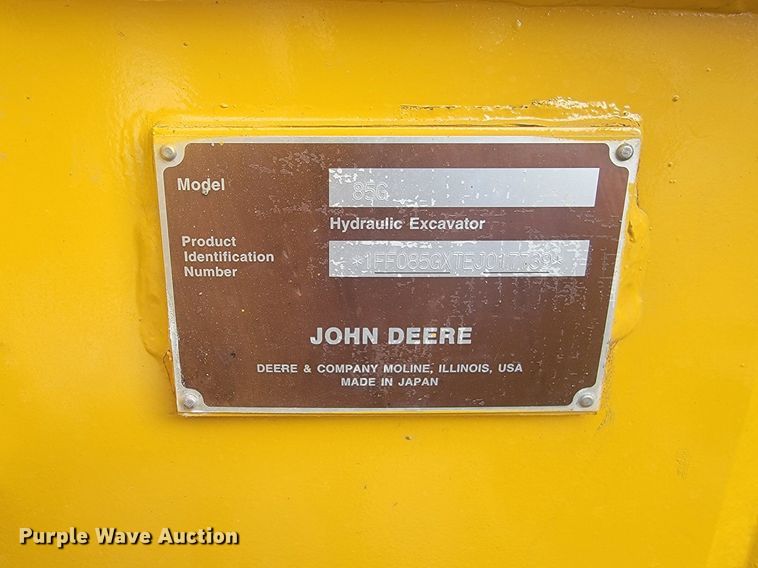 Model
85G
Hydraulic Excavator
Product
Identification
Number
*1FF085GXTEJ017739*
JOHN DEERE
DEERE & COMPANY MOLINE, ILLINOIS, USA
MADE IN JAPAN
Purple Wave Auction